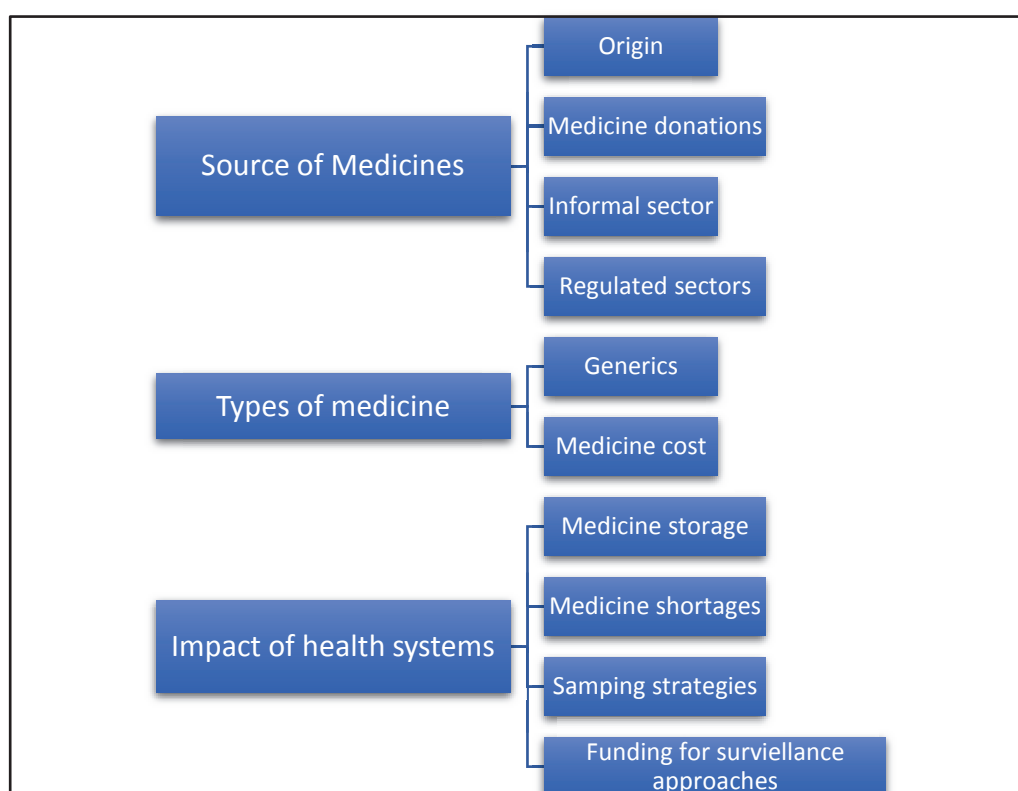 Source of Medicines
Origin
Medicine donations
Informal sector
Regulated sectors
Types of medicine
Generics
Medicine cost
Impact of health systems
Medicine storage
Medicine shortages
Samping strategies
Funding for surviellance
approaches